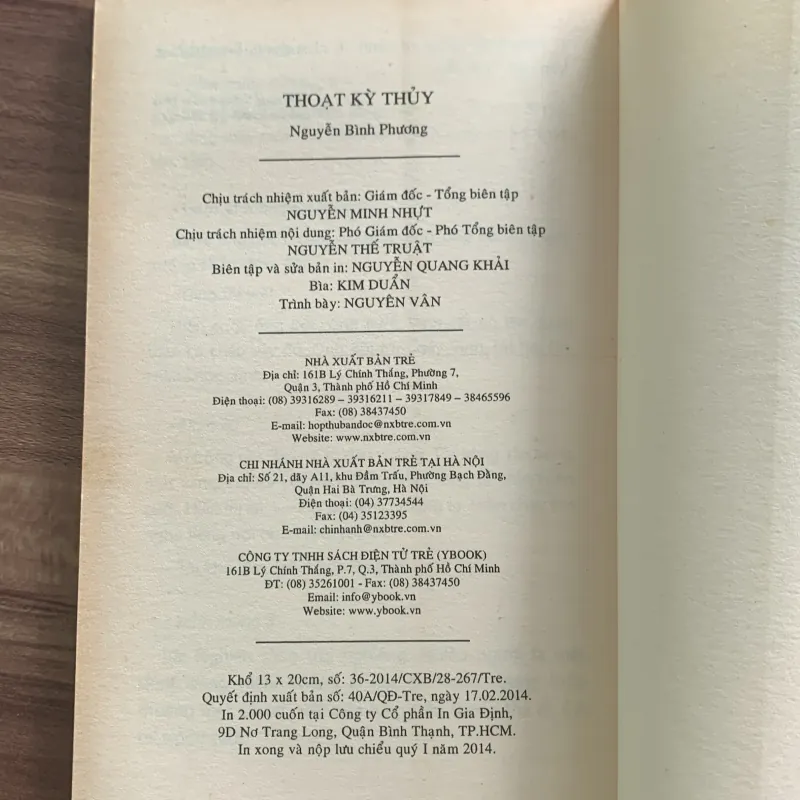 THOẠT KỲ THỦY
Nguyễn Bình Phương
Chịu trách nhiệm xuất bản: Giám đốc - Tổng biên tập
NGUYỄN MINH NHỰT
Chịu trách nhiệm nội dung: Phó Giám đốc - Phó Tổng biên tập
NGUYỄN THẾ TRUẬT
Biên tập và sửa bản in: NGUYỄN QUANG KHẢI
Bìa: KIM DUẨN
Trình bày: NGUYÊN VÂN
NHÀ XUẤT BẢN TRẺ
Địa chỉ: 161B Lý Chính Thắng, Phường 7,
Quận 3, Thành phố Hồ Chí Minh
Điện thoại: (08) 39316289 – 39316211 – 39317849 – 38465596
Fax: (08) 38437450
E-mail: hopthubandoc@nxbtre.com.vn
Website: www.nxbtre.com.vn
CHI NHÁNH NHÀ XUẤT BẢN TRẺ TẠI HÀ NỘI
Địa chỉ: Số 21, dãy A11, khu Đầm Trấu, Phường Bạch Đằng,
Quận Hai Bà Trưng, Hà Nội
Điện thoại: (04) 37734544
Fax: (04) 35123395
E-mail: chinhanh@nxbtre.com.vn
CÔNG TY TNHH SÁCH ĐIỆN TỬ TRẺ (YBOOK)
161B Lý Chính Thắng, P.7, Q.3, Thành phố Hồ Chí Minh
ĐT: (08) 35261001 - Fax: (08) 38437450
Email: info@ybook.vn
Website: www.ybook.vn
Khổ 13 x 20cm, số: 36-2014/CXB/28-267/Tre.
Quyết định xuất bản số: 40A/QĐ-Tre, ngày 17.02.2014.
In 2.000 cuốn tại Công ty Cổ phần In Gia Định,
9D Nơ Trang Long, Quận Bình Thạnh, TP.HCM.
In xong và nộp lưu chiểu quý I năm 2014.